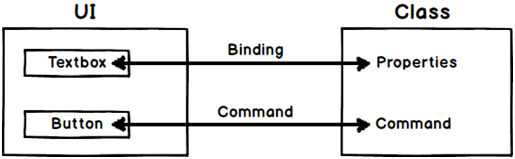 UI
Class
Binding
Textbox
Properties
Command
Button
Command